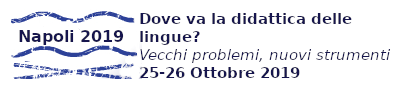 Napoli 2019
Dove va la didattica delle
lingue?
Vecchi problemi, nuovi strumenti
25-26 Ottobre 2019